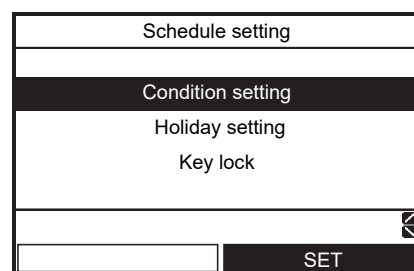 Schedule setting
Condition setting
Holiday setting
Key lock
SET